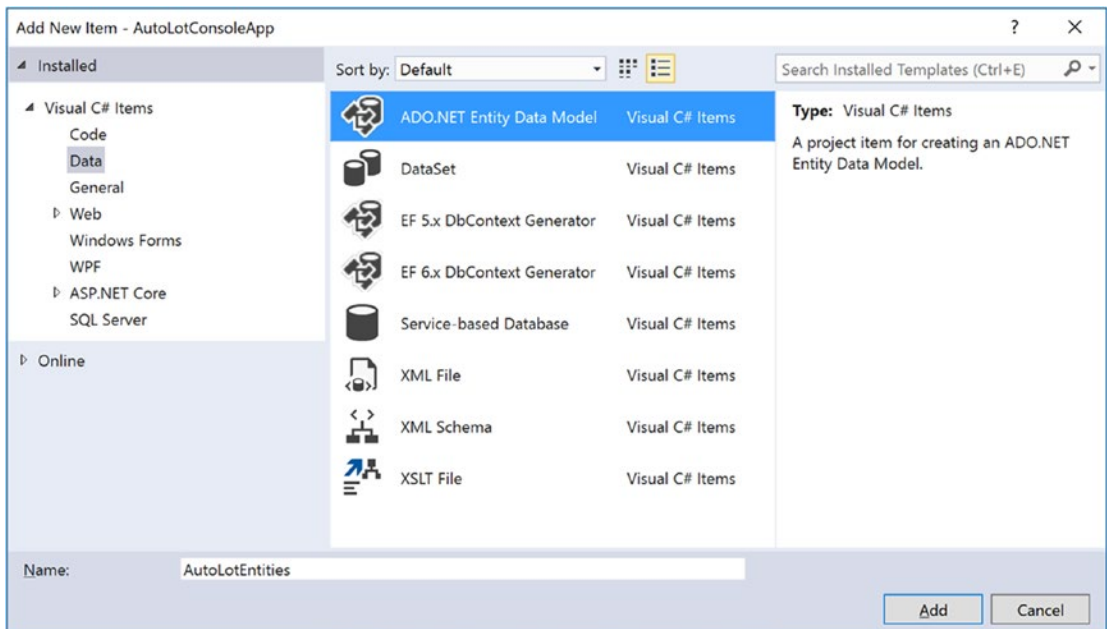 Add New Item - AutoLotConsoleApp
?
Installed
Sort by: Default
Search Installed Templates (Ctrl+E)
Visual C# Items
Code
Data
General
Web
Windows Forms
WPF
ASP.NET Core
SQL Server
Online
ADO.NET Entity Data Model Visual C# Items
DataSet Visual C# Items
EF 5.x DbContext Generator Visual C# Items
EF 6.x DbContext Generator Visual C# Items
Service-based Database Visual C# Items
XML File Visual C# Items
XML Schema Visual C# Items
XSLT File Visual C# Items
Type: Visual C# Items
A project item for creating an ADO.NET
Entity Data Model.
Name: AutoLotEntities
Add Cancel